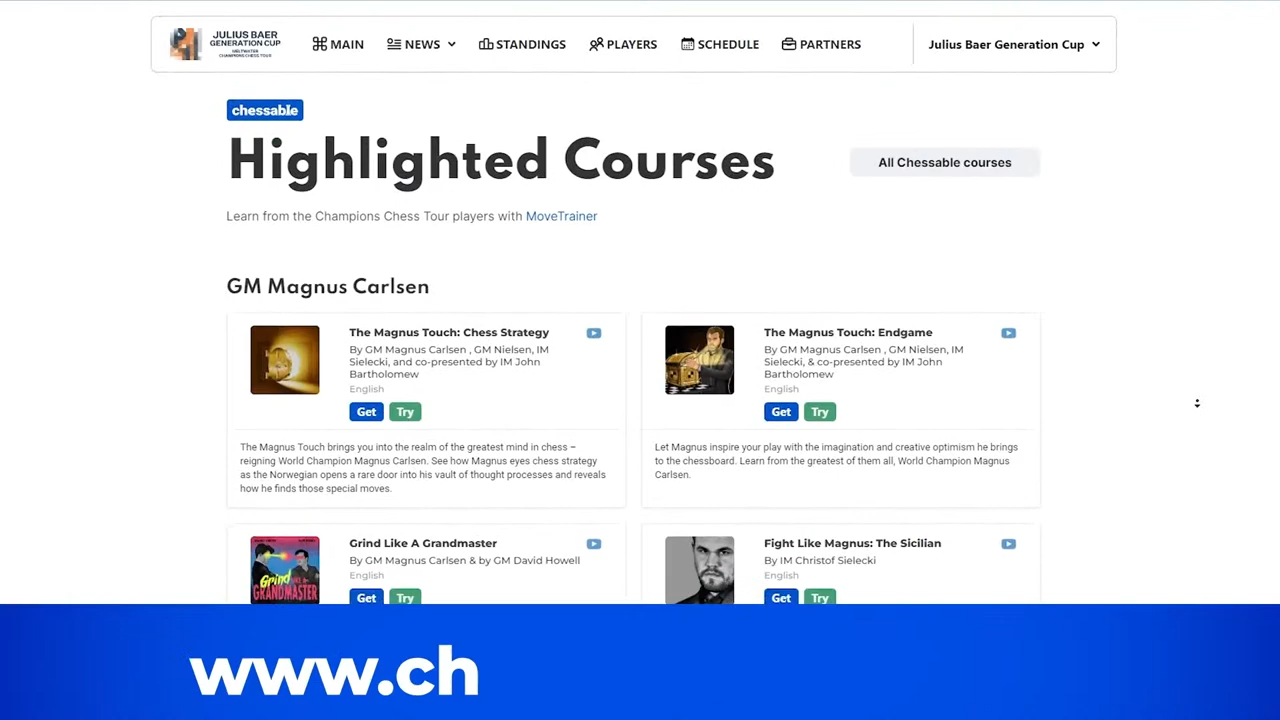 JULIUS BAER
GENERATION CUP
MELTWATER
CHAMPIONS CHESS TOUR
MAIN
NEWS
STANDINGS
PLAYERS
SCHEDULE
PARTNERS
Julius Baer Generation Cup
chessable
Highlighted Courses
All Chessable courses
Learn from the Champions Chess Tour players with MoveTrainer
GM Magnus Carlsen
The Magnus Touch: Chess Strategy
By GM Magnus Carlsen , GM Nielsen, IM
Sielecki, and co-presented by IM John
Bartholomew
English
Get
Try
The Magnus Touch brings you into the realm of the greatest mind in chess –
reigning World Champion Magnus Carlsen. See how Magnus eyes chess strategy
as the Norwegian opens a rare door into his vault of thought processes and reveals
how he finds those special moves.
The Magnus Touch: Endgame
By GM Magnus Carlsen , GM Nielsen, IM
Sielecki, & co-presented by IM John
Bartholomew
English
Get
Try
Let Magnus inspire your play with the imagination and creative optimism he brings
to the chessboard. Learn from the greatest of them all, World Champion Magnus
Carlsen.
Grind
LIKE A
GRANDMASTER
Grind Like A Grandmaster
By GM Magnus Carlsen & by GM David Howell
English
Get
Try
Fight Like Magnus: The Sicilian
By IM Christof Sielecki
English
Get
Try
www.ch